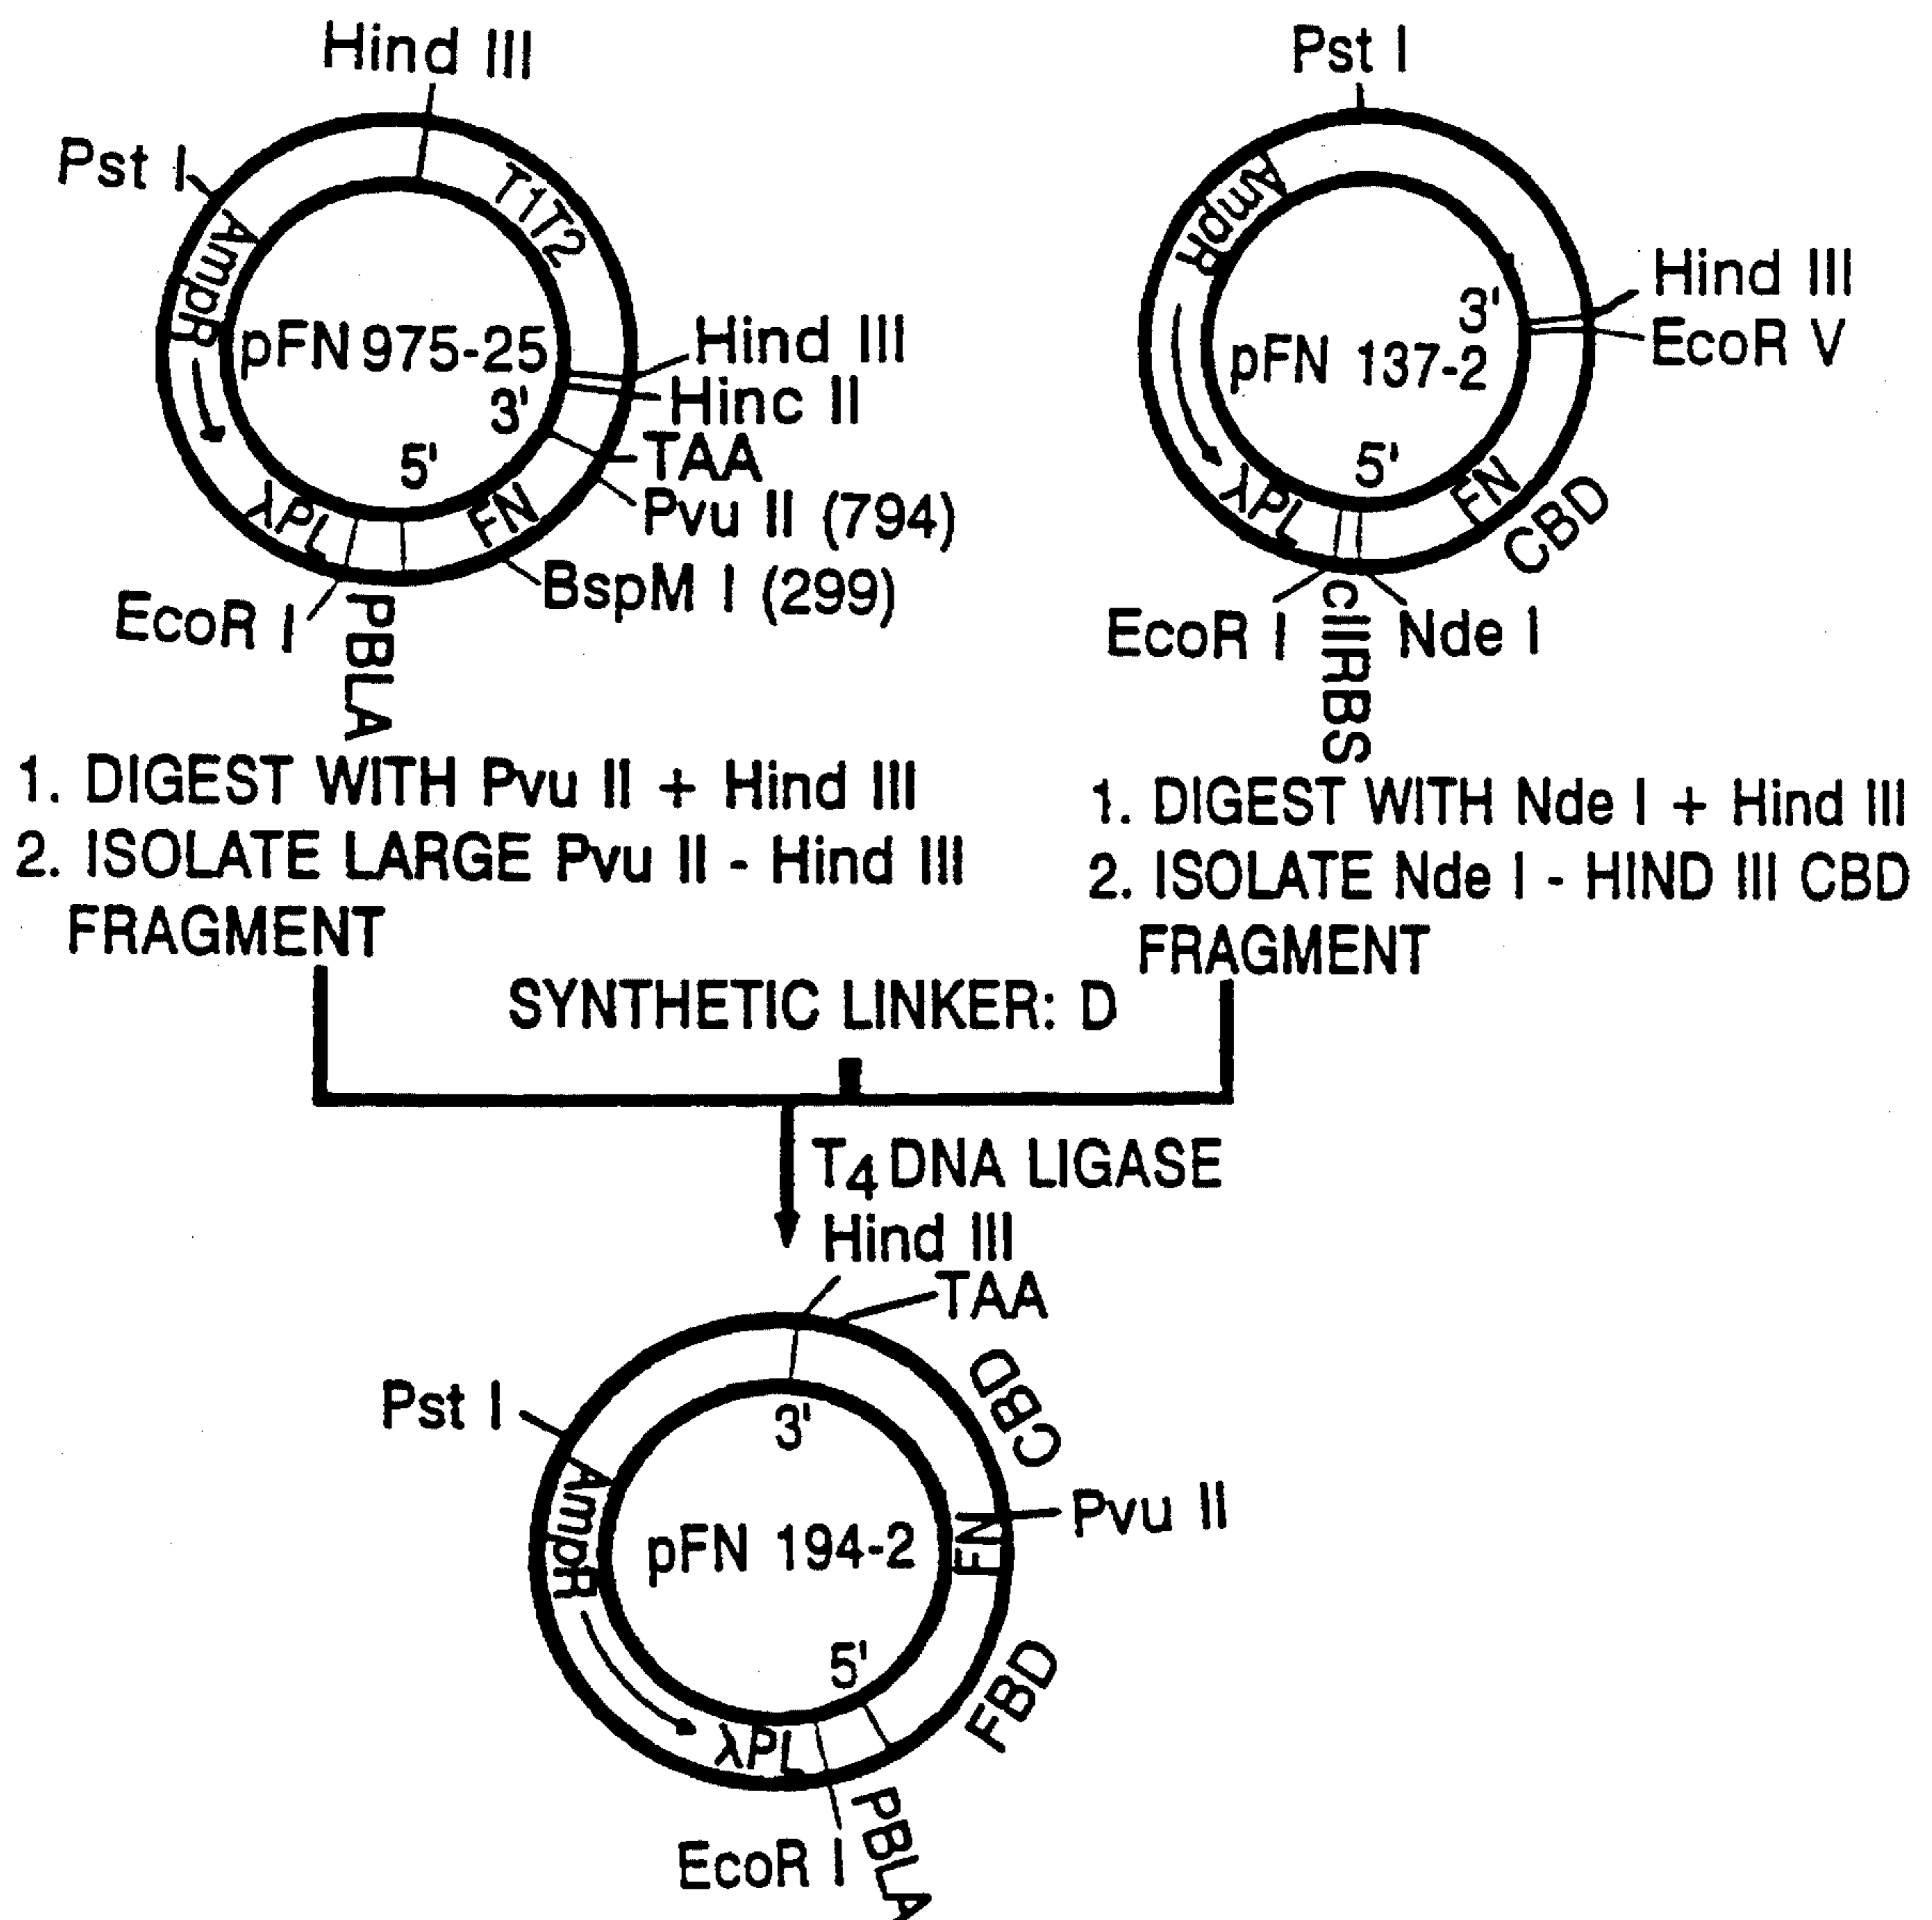 Hind III
Pst I
T1T2
AmpR
pFN 975-25
3'
5'
Hind III
Hinc II
TAA
Pvu II (794)
BspM I (299)
FN
λPL
EcoR I
PBLA
1. DIGEST WITH Pvu II + Hind III
2. ISOLATE LARGE Pvu II - Hind III
FRAGMENT
Pst I
AmpR
Hind III
EcoR V
3'
pFN 137-2
5'
FN
CBD
λPL
EcoR I
cIIRBS
Nde I
1. DIGEST WITH Nde I + Hind III
2. ISOLATE Nde I - HIND III CBD
FRAGMENT
SYNTHETIC LINKER: D
T4 DNA LIGASE
Hind III
TAA
CBD
Pst I
3'
AmpR
pFN 194-2
FN
Pvu II
5'
FBD
λPL
EcoR I
PBLA